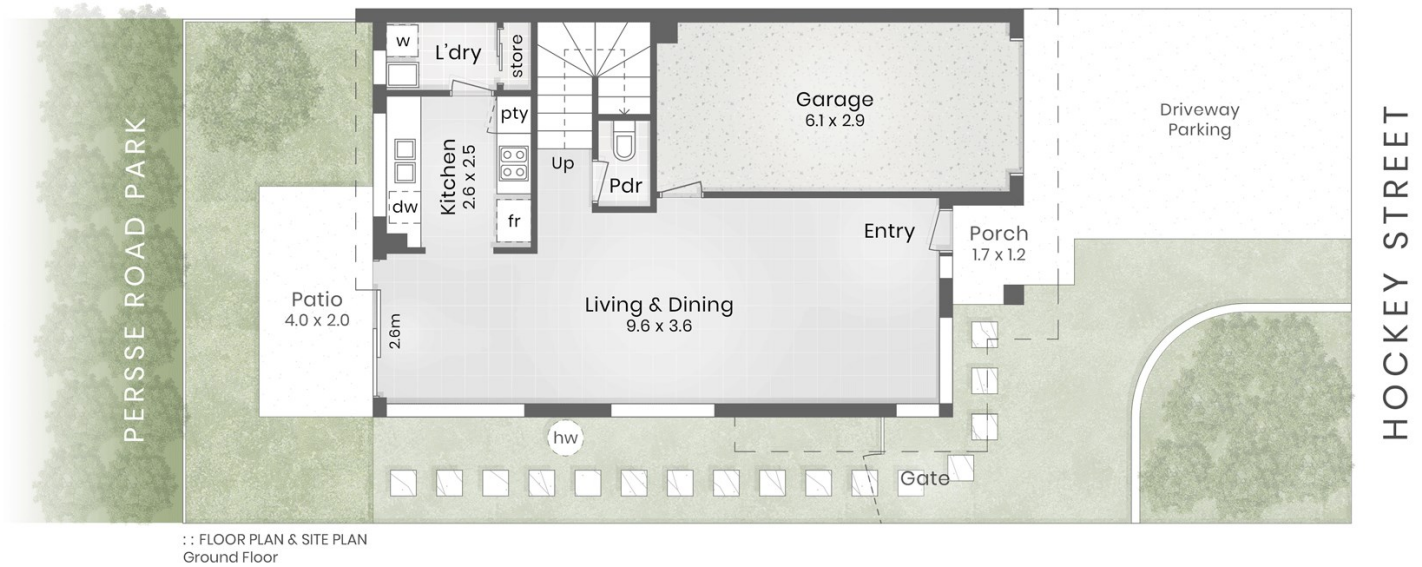 PERSSE ROAD PARK
w
L'dry
store
pty
Kitchen
2.6 x 2.5
dw
fr
Up
Pdr
Garage
6.1 x 2.9
Driveway
Parking
Entry
Porch
1.7 x 1.2
Patio
4.0 x 2.0
2.6m
Living & Dining
9.6 x 3.6
hw
Gate
HOCKEY STREET
: : FLOOR PLAN & SITE PLAN
Ground Floor